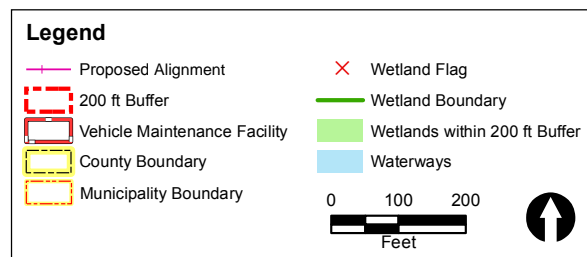 Legend
Proposed Alignment
200 ft Buffer
Vehicle Maintenance Facility
County Boundary
Municipality Boundary
Wetland Flag
Wetland Boundary
Wetlands within 200 ft Buffer
Waterways
0 100 200
Feet